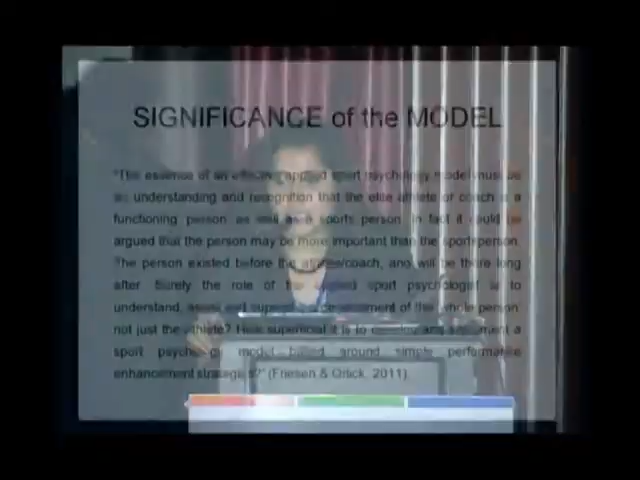 SIGNIFICANCE of the MODEL
"The essence of an effective applied sport psychology model must be
an understanding and recognition that the elite athlete or coach is a
functioning person as well as a sports person. In fact it could be
argued that the person may be more important than the sportsperson.
The person existed before the athlete/coach, and will be there long
after. Surely the role of the applied sport psychologist is to
understand, assist and support development of the whole person
not just the athlete? How superficial it is to develop and implement a
sport psychology model based around simple performance
enhancement strategies?" (Friesen & Orlick, 2011).